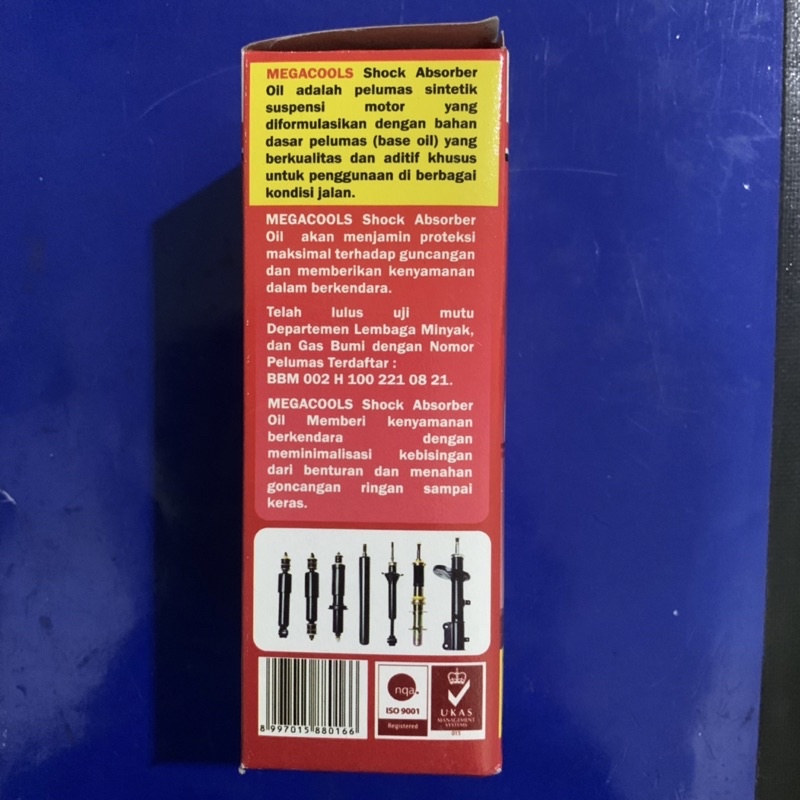 MEGACOOLS Shock Absorber
Oil adalah pelumas sintetik
suspensi motor yang
diformulasikan dengan bahan
dasar pelumas (base oil) yang
berkualitas dan aditif khusus
untuk penggunaan di berbagai
kondisi jalan.
MEGACOOLS Shock Absorber
Oil akan menjamin proteksi
maksimal terhadap guncangan
dan memberikan kenyamanan
dalam berkendara.
Telah lulus uji mutu
Departemen Lembaga Minyak,
dan Gas Bumi dengan Nomor
Pelumas Terdaftar :
BBM 002 H 100 221 08 21.
MEGACOOLS Shock Absorber
Oil Memberi kenyamanan
berkendara dengan
meminimalisasi kebisingan
dari benturan dan menahan
goncangan ringan sampai
keras.
8 997015 880166
nqa.
ISO 9001
Registered
UKAS
MANAGEMENT
SYSTEMS
015